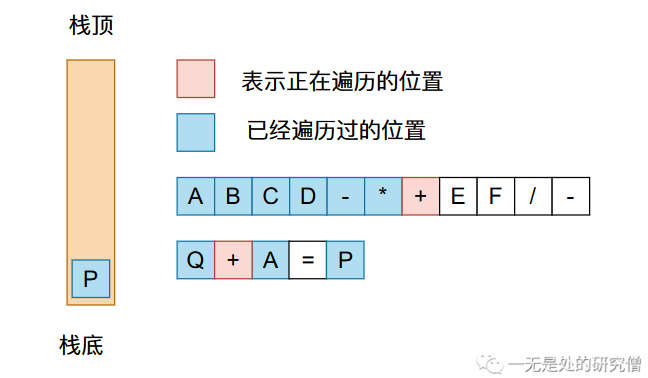 栈顶
表示正在遍历的位置
已经遍历过的位置
A B C D - * + E F / -
Q + A = P
P
栈底
一无是处的研究僧